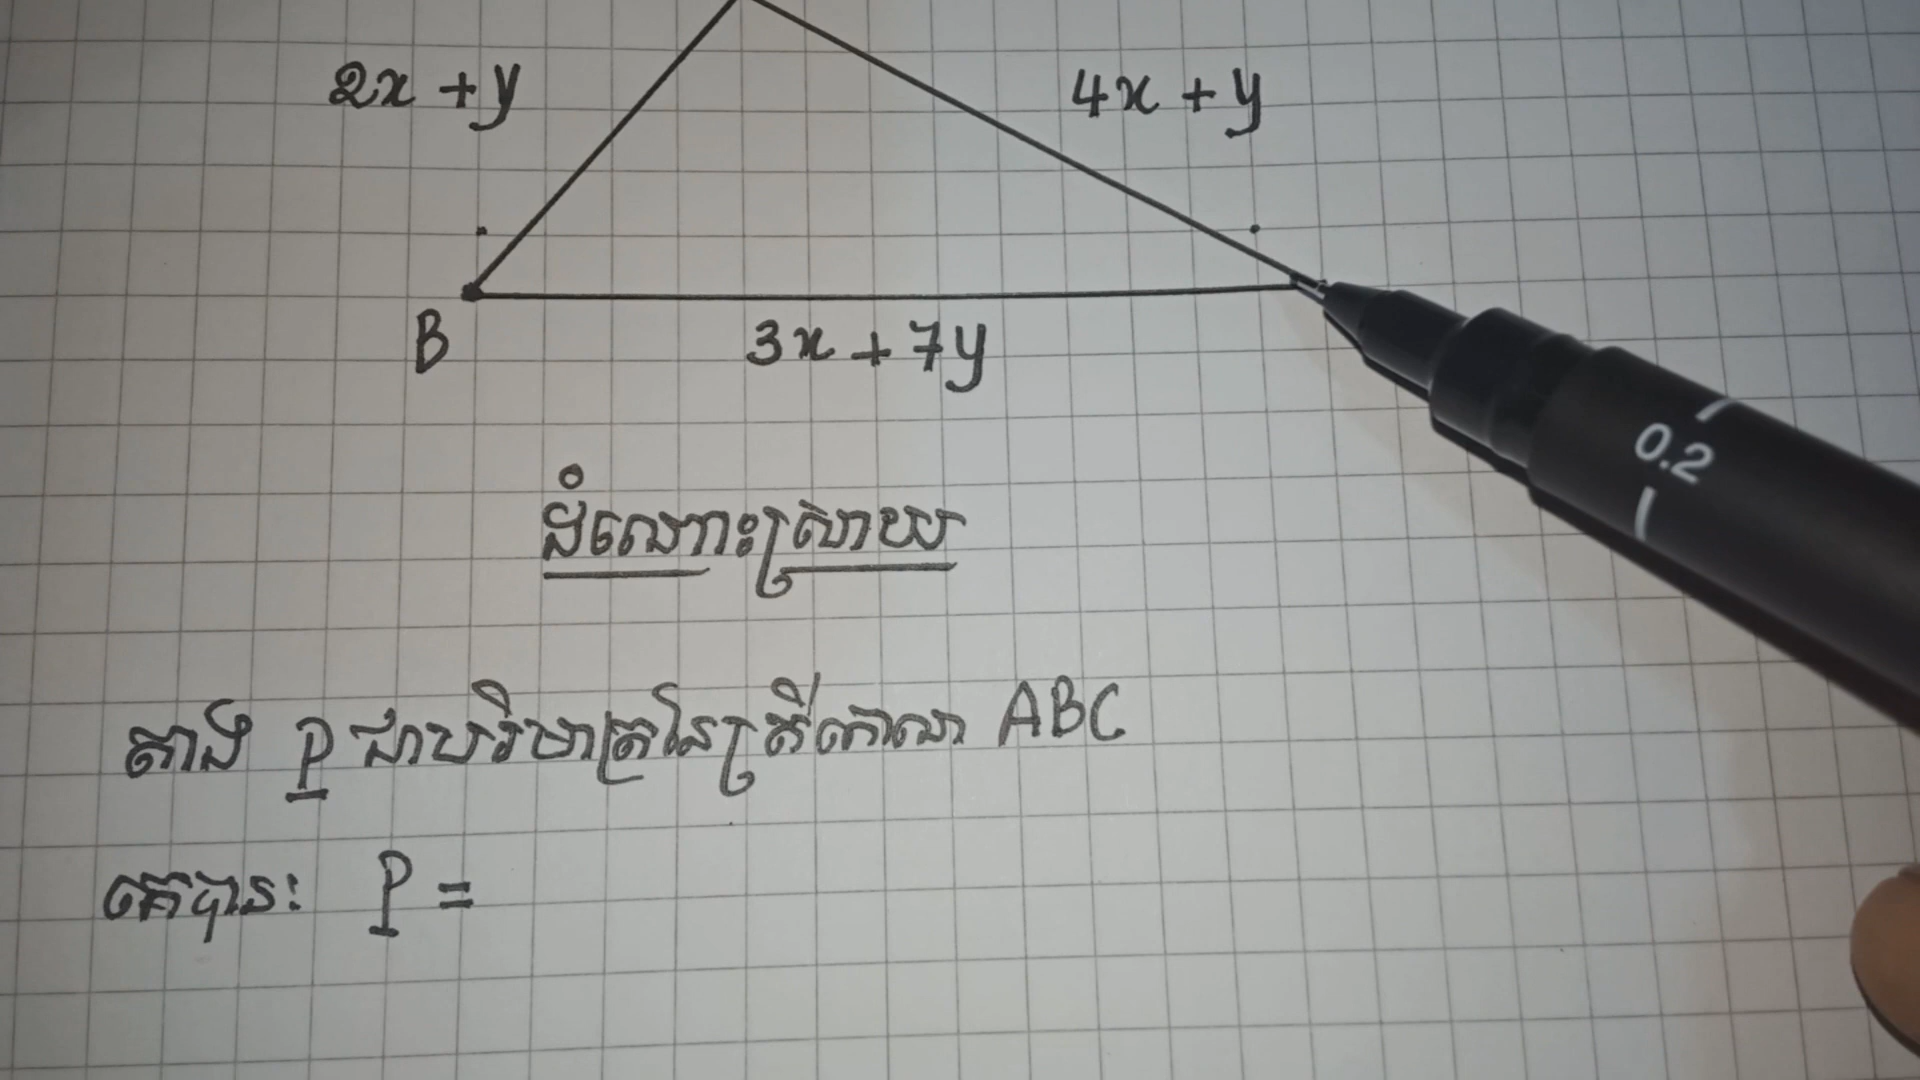 2x + y
4x + y
B
3x + 7y
0.2
ដំណោះស្រាយ
តាង P ជាបរិមាត្រនៃត្រីកោណ ABC
គេបាន: P =